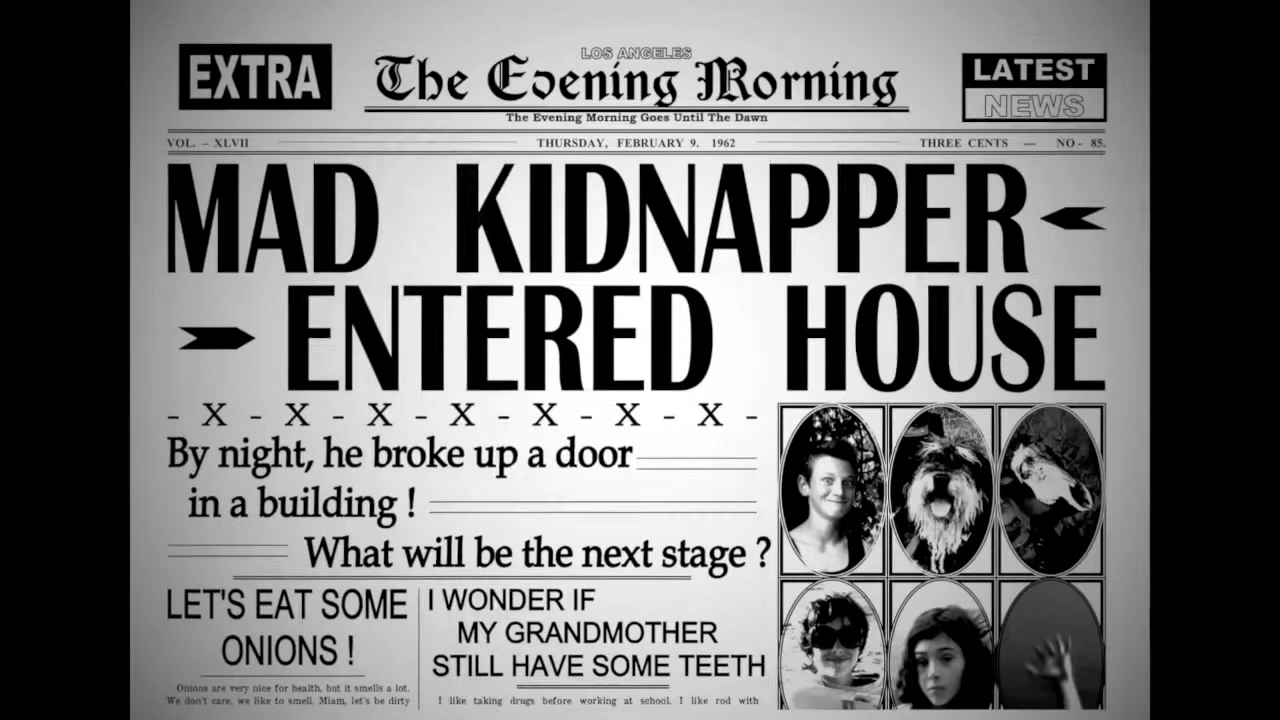 EXTRA
LOS ANGELES
The Evening Morning
LATEST
NEWS
The Evening Morning Goes Until The Dawn
VOL. – XLVII THURSDAY, FEBRUARY 9. 1962 THREE CENTS — NO- 85.
MAD KIDNAPPER
ENTERED HOUSE
- X - X - X - X - X - X - X -
By night, he broke up a door
in a building !
What will be the next stage ?
LET'S EAT SOME
ONIONS !
Onions are very nice for health, but it smells a lot.
We don't care, we like to smell. Miam, let's be dirty
I WONDER IF
MY GRANDMOTHER
STILL HAVE SOME TEETH
I like taking drugs before working at school. I like rod with